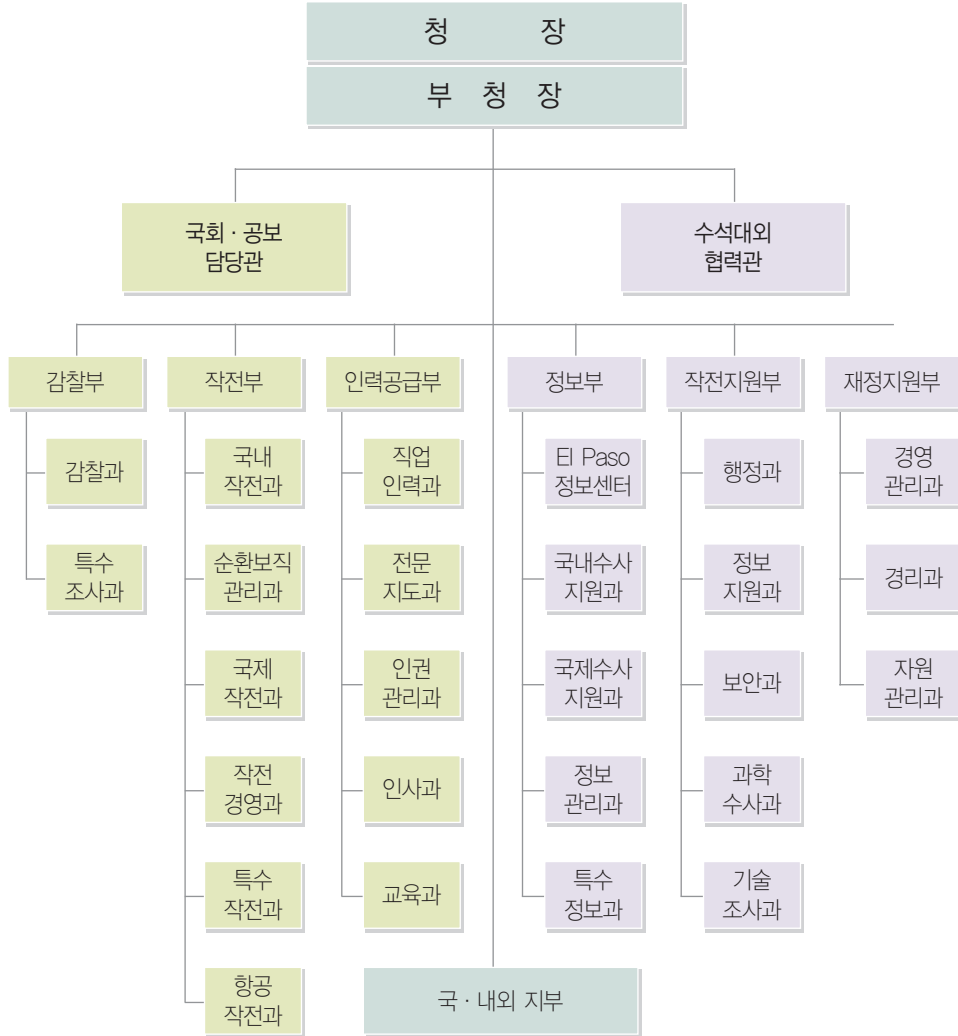 청 장
부 청 장
국회 · 공보
담당관
수석대외
협력관
감찰부
작전부
인력공급부
정보부
작전지원부
재정지원부
감찰과
특수
조사과
국내
작전과
순환보직
관리과
국제
작전과
작전
경영과
특수
작전과
항공
작전과
직업
인력과
전문
지도과
인권
관리과
인사과
교육과
El Paso
정보센터
국내수사
지원과
국제수사
지원과
정보
관리과
특수
정보과
행정과
정보
지원과
보안과
과학
수사과
기술
조사과
경영
관리과
경리과
자원
관리과
국 · 내외 지부